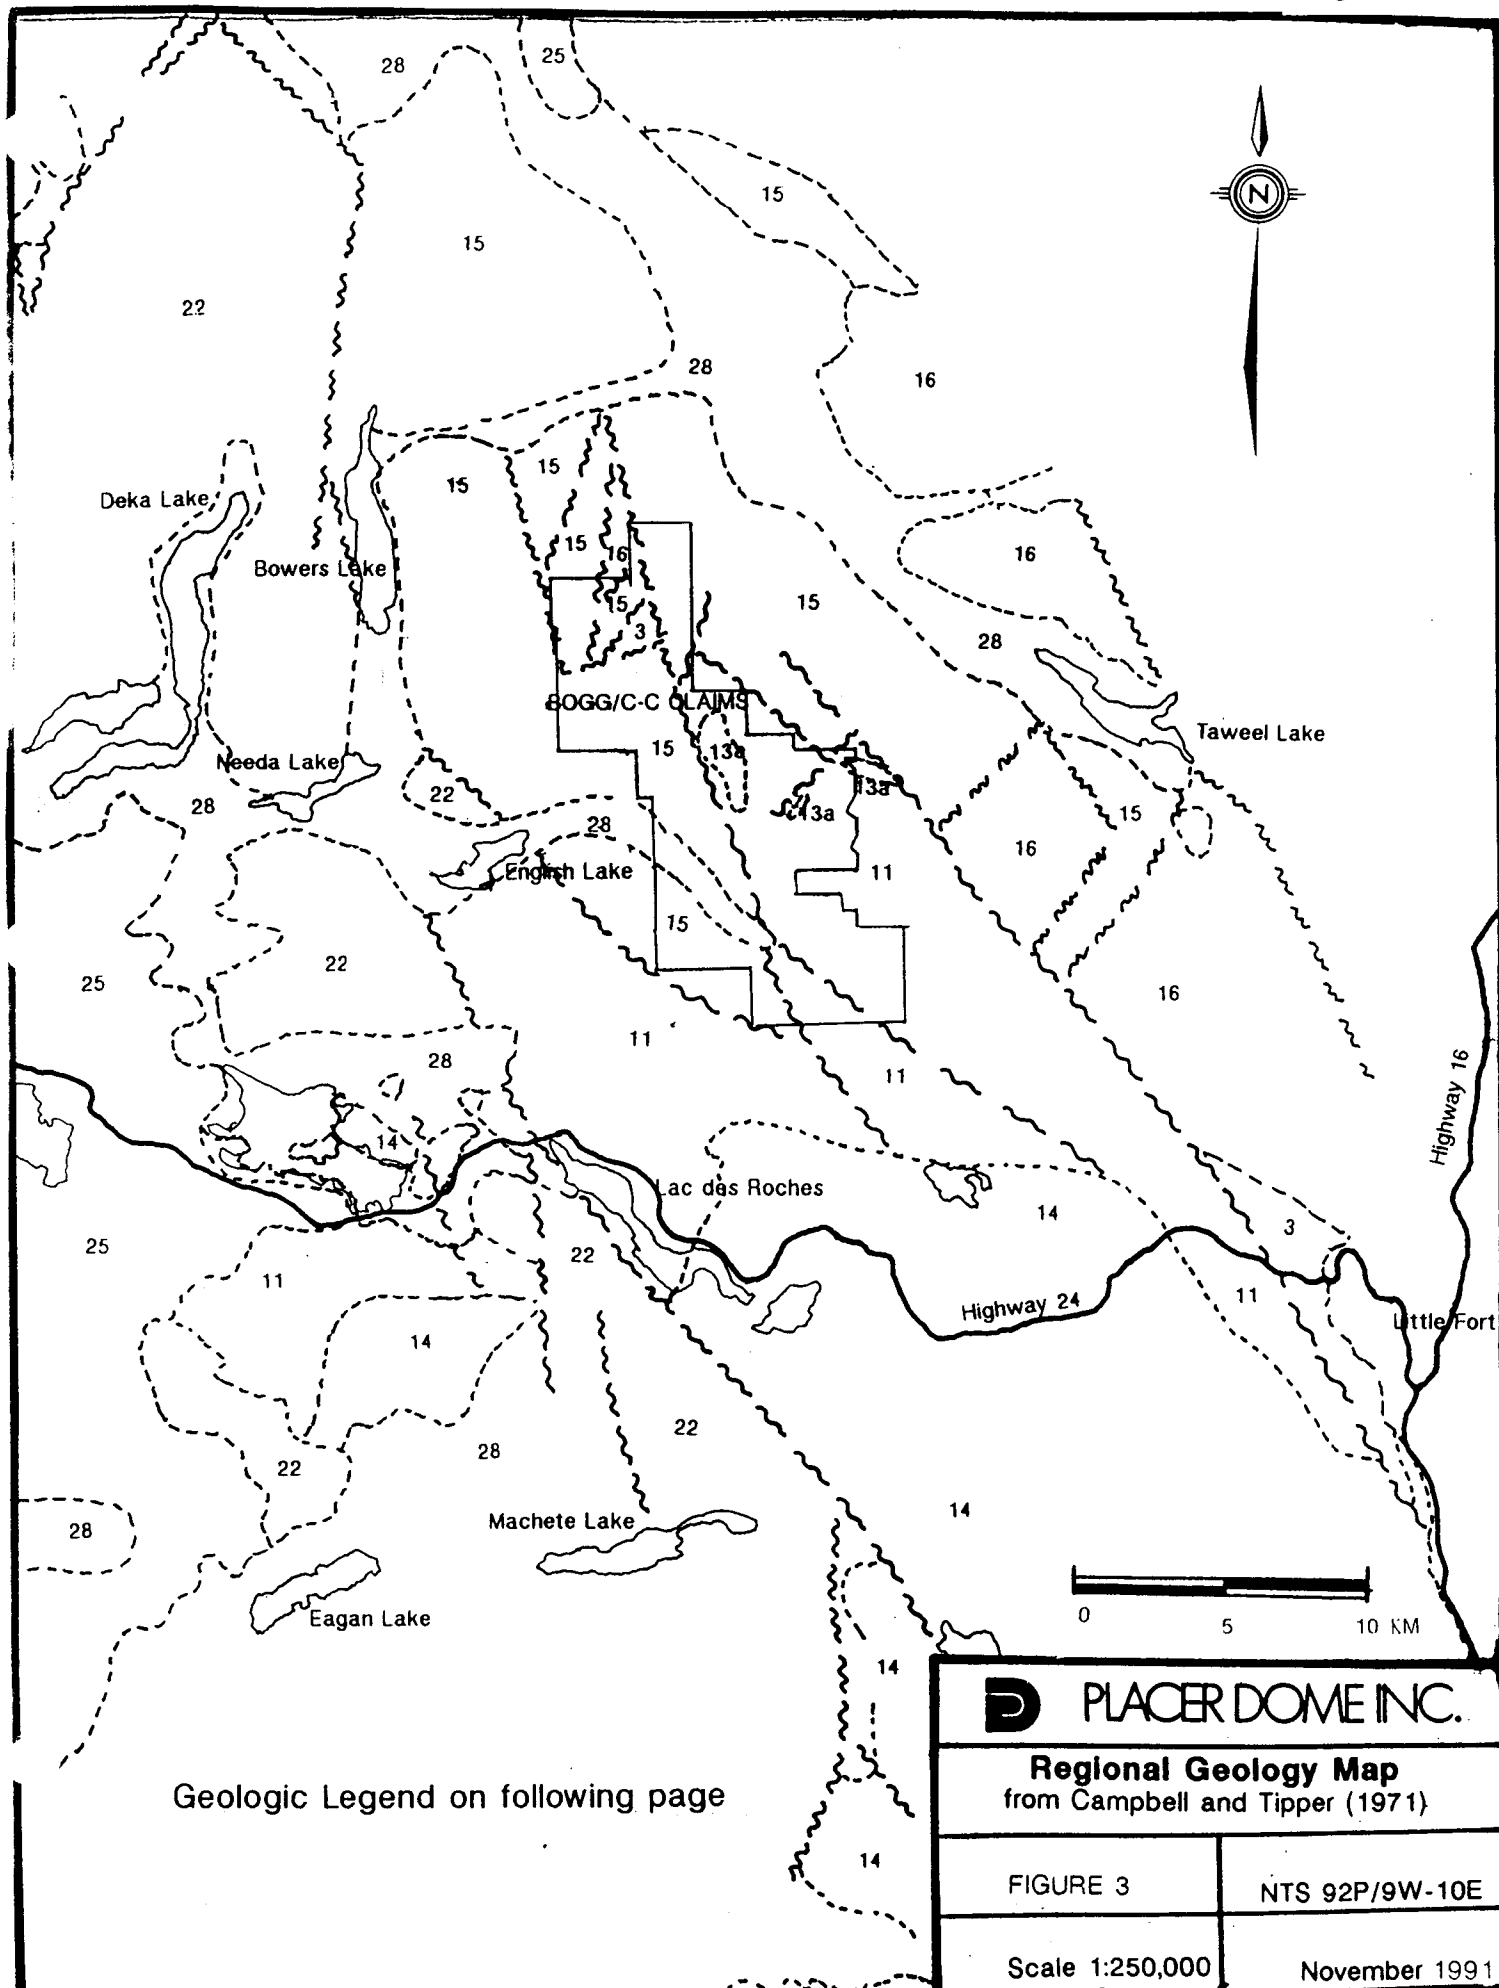 28
25
15
N
15
22
28
16
15
15
Deka Lake
15
16
16
Bowers Lake
15
15
3
28
BOGG/C-C CLAIMS
Taweel Lake
15
13a
Needa Lake
13a
22
28
28
13a
15
16
English Lake
11
15
22
25
16
11
28
11
Highway 16
14
Lac des Roches
14
3
25
22
11
11
Highway 24
Little Fort
14
22
28
22
14
28
Machete Lake
0
5
10 KM
Eagan Lake
14
PLACER DOME INC.
Regional Geology Map
from Campbell and Tipper (1971)
Geologic Legend on following page
14
FIGURE 3
NTS 92P/9W-10E
Scale 1:250,000
November 1991